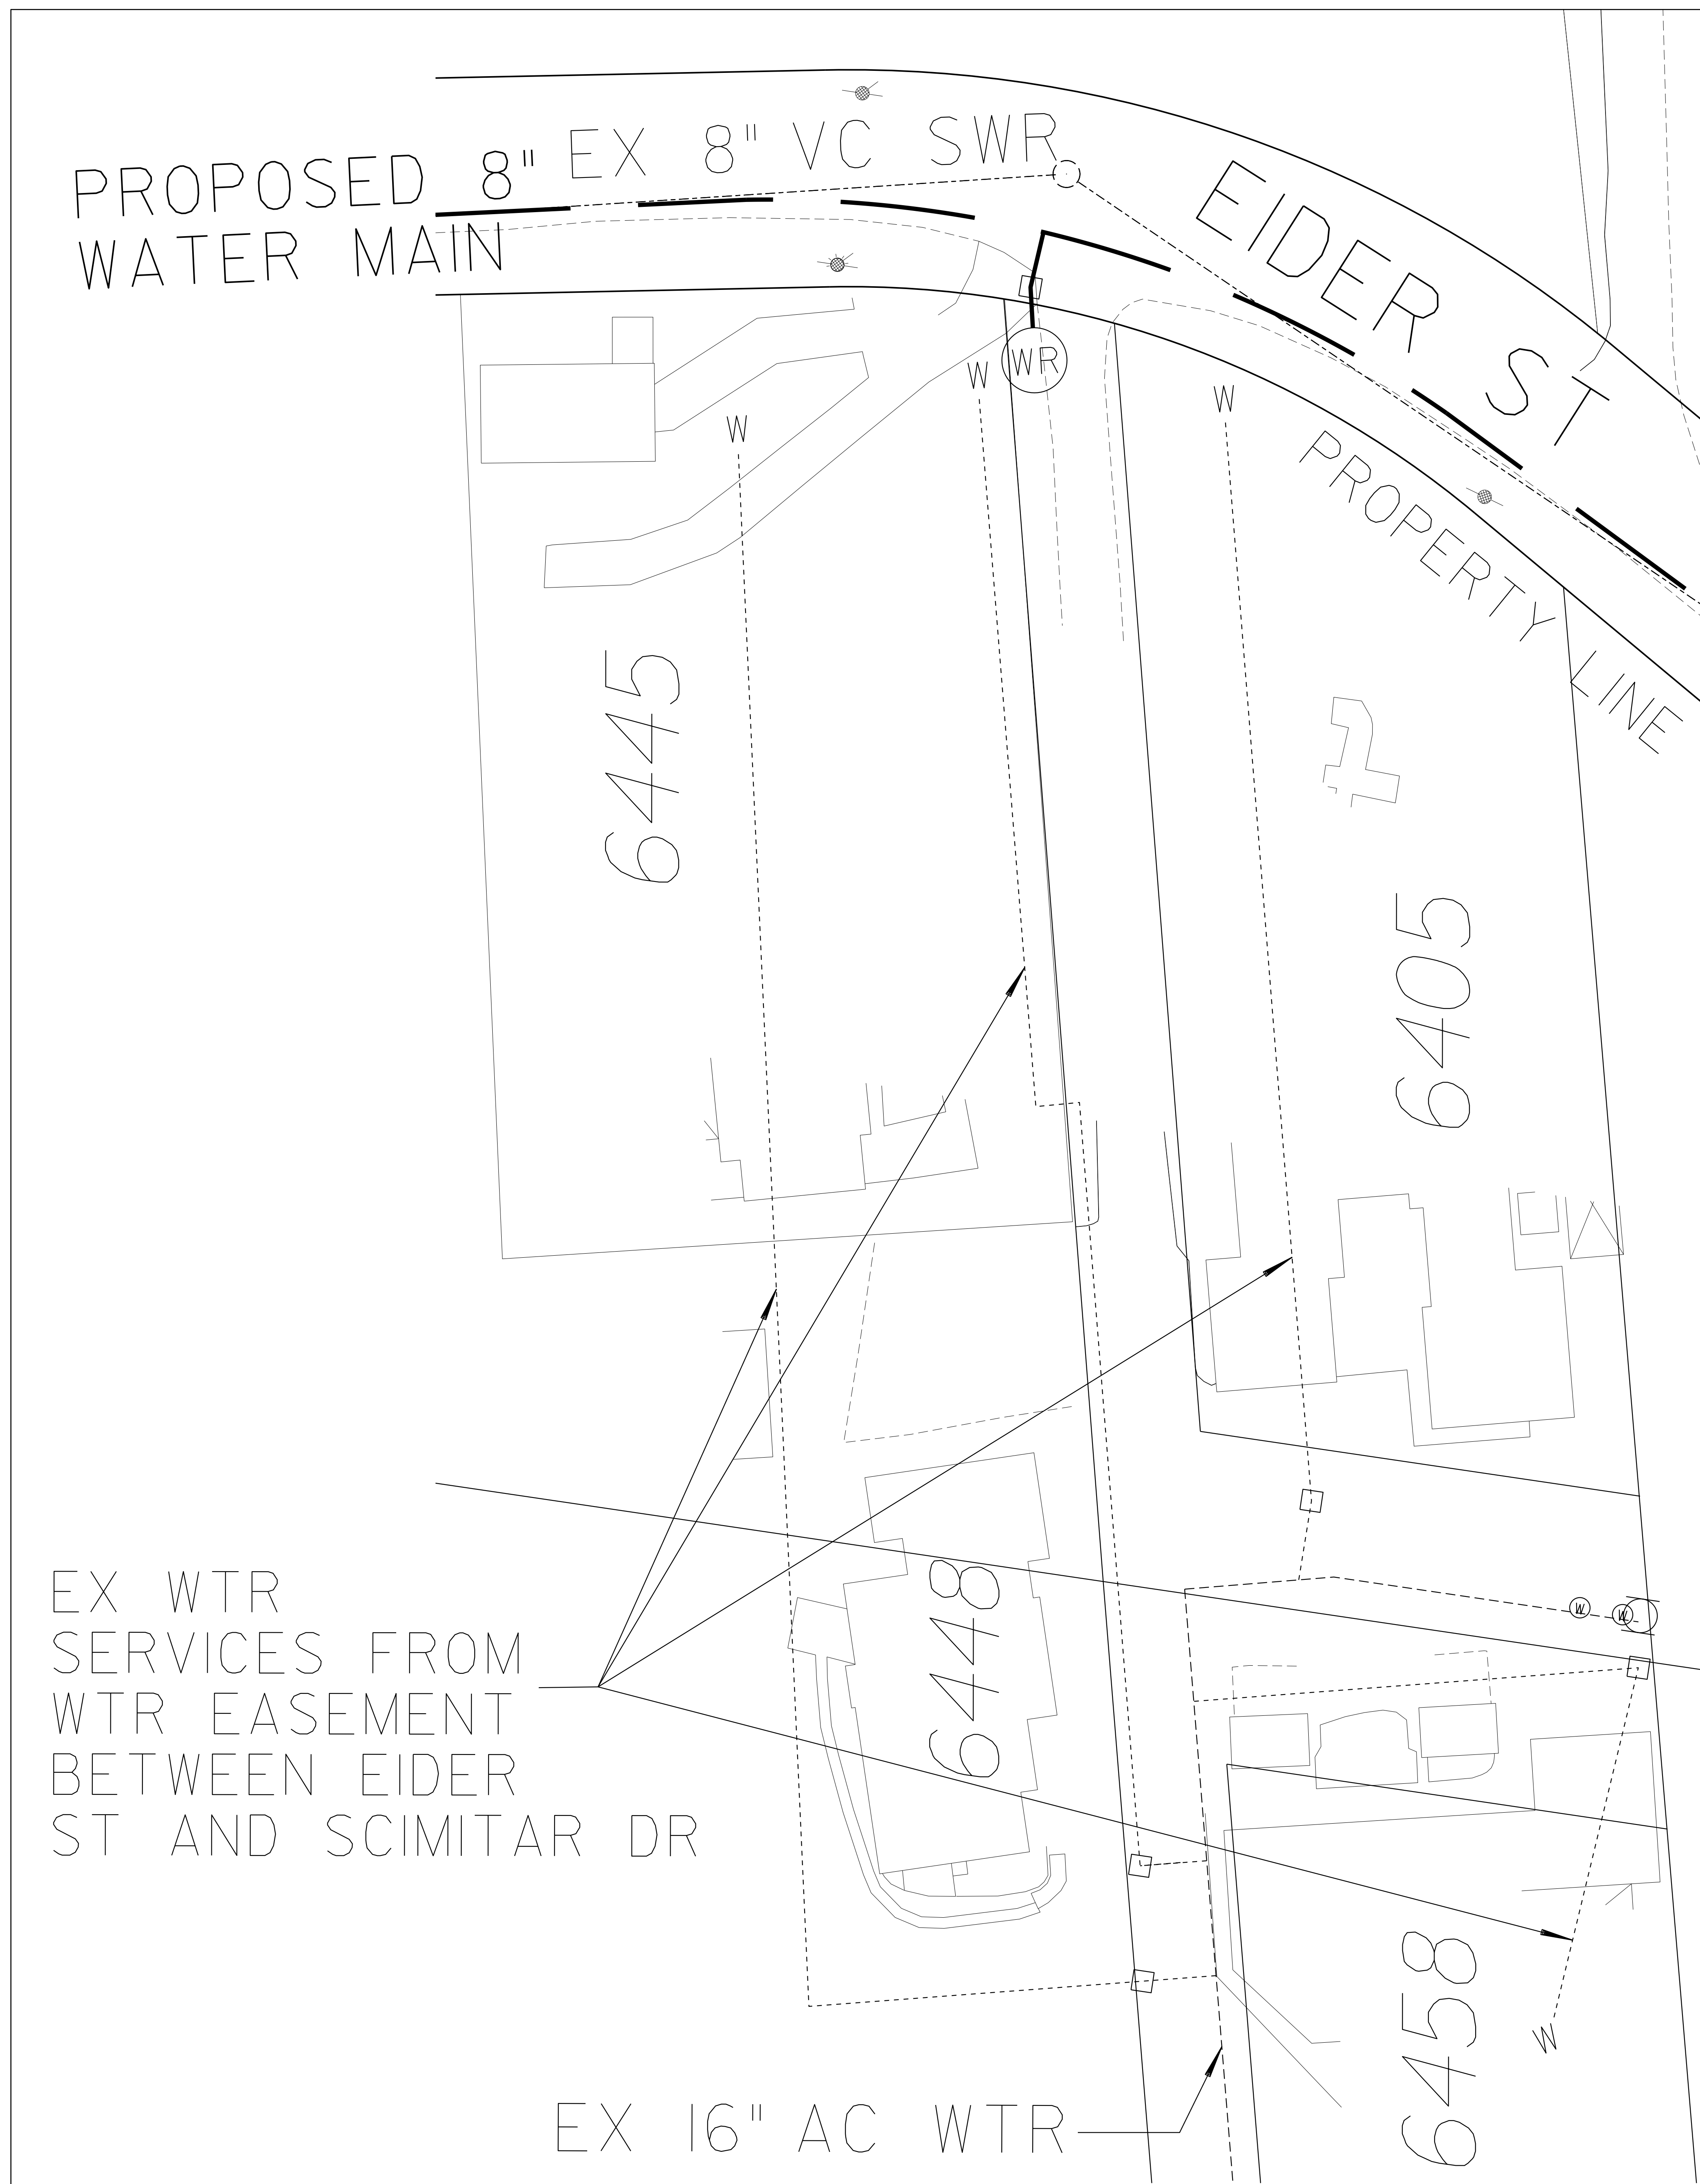 PROPOSED 8"
WATER MAIN
EX 8" VC SWR
EIDER ST
WR
W
W
W
PROPERTY LINE
6445
6405
6448
EX WTR
SERVICES FROM
WTR EASEMENT
BETWEEN EIDER
ST AND SCIMITAR DR
W
W
6458
W
EX 16" AC WTR